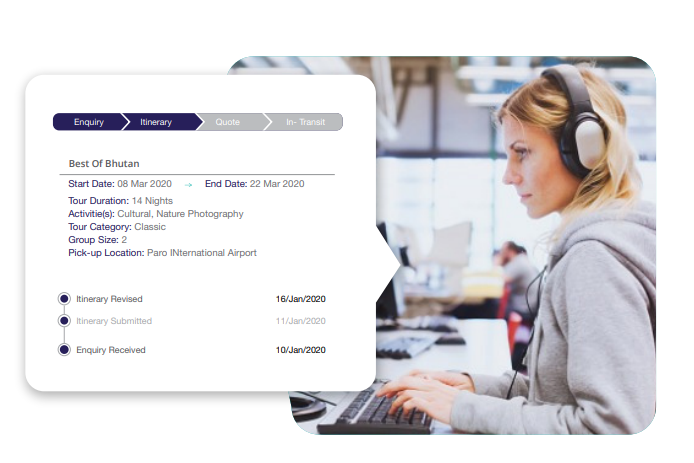 Enquiry Itinerary Quote In- Transit
Best Of Bhutan
Start Date: 08 Mar 2020 → End Date: 22 Mar 2020
Tour Duration: 14 Nights
Activitie(s): Cultural, Nature Photography
Tour Category: Classic
Group Size: 2
Pick-up Location: Paro INternational Airport
Itinerary Revised 16/Jan/2020
Itinerary Submitted 11/Jan/2020
Enquiry Received 10/Jan/2020